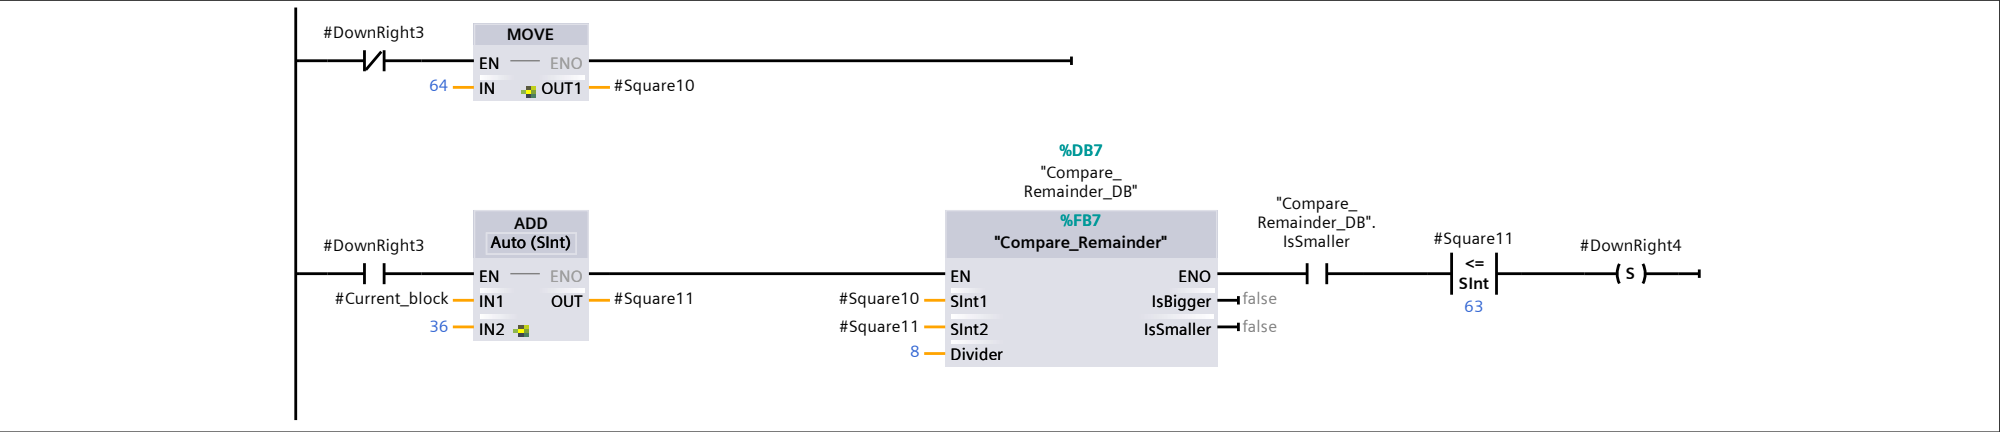 #DownRight3
MOVE
EN ENO
64 IN OUT1 #Square10
%DB7
"Compare_
Remainder_DB"
%FB7
"Compare_Remainder"
"Compare_
Remainder_DB".
IsSmaller
#DownRight3
ADD
Auto (SInt)
EN ENO
#Current_block IN1 OUT #Square11
36 IN2
EN ENO
#Square10 SInt1 IsBigger false
#Square11 SInt2 IsSmaller false
8 Divider
#Square11
<=
SInt
63
#DownRight4
S